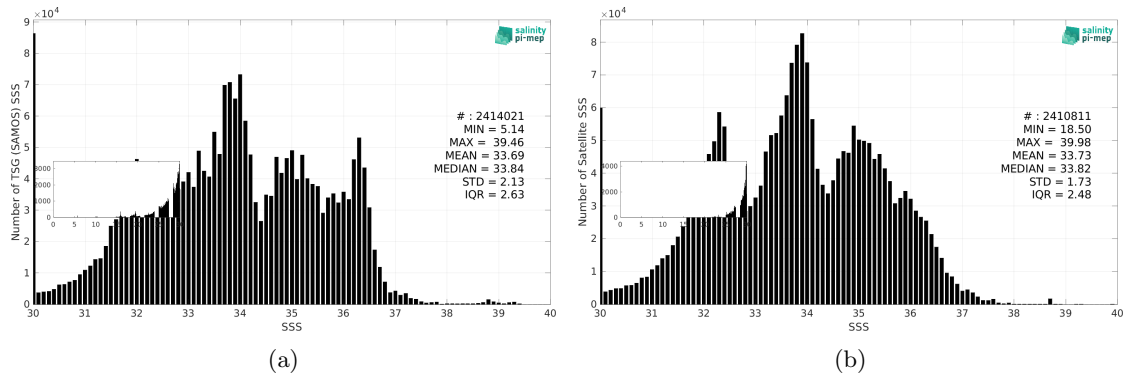 ×10⁴
9
8
7
6
5
4
3
2
1
0
Number of TSG (SAMOS) SSS
salinity
pi-mep
# : 2414021
MIN = 5.14
MAX = 39.46
MEAN = 33.69
MEDIAN = 33.84
STD = 2.13
IQR = 2.63
3000
2000
1000
0
0 5 10
30 31 32 33 34 35 36 37 38 39 40
SSS
(a)
×10⁴
8
7
6
5
4
3
2
1
0
Number of Satellite SSS
salinity
pi-mep
# : 2410811
MIN = 18.50
MAX = 39.98
MEAN = 33.73
MEDIAN = 33.82
STD = 1.73
IQR = 2.48
4000
2000
0
0 5 10
30 31 32 33 34 35 36 37 38 39 40
SSS
(b)